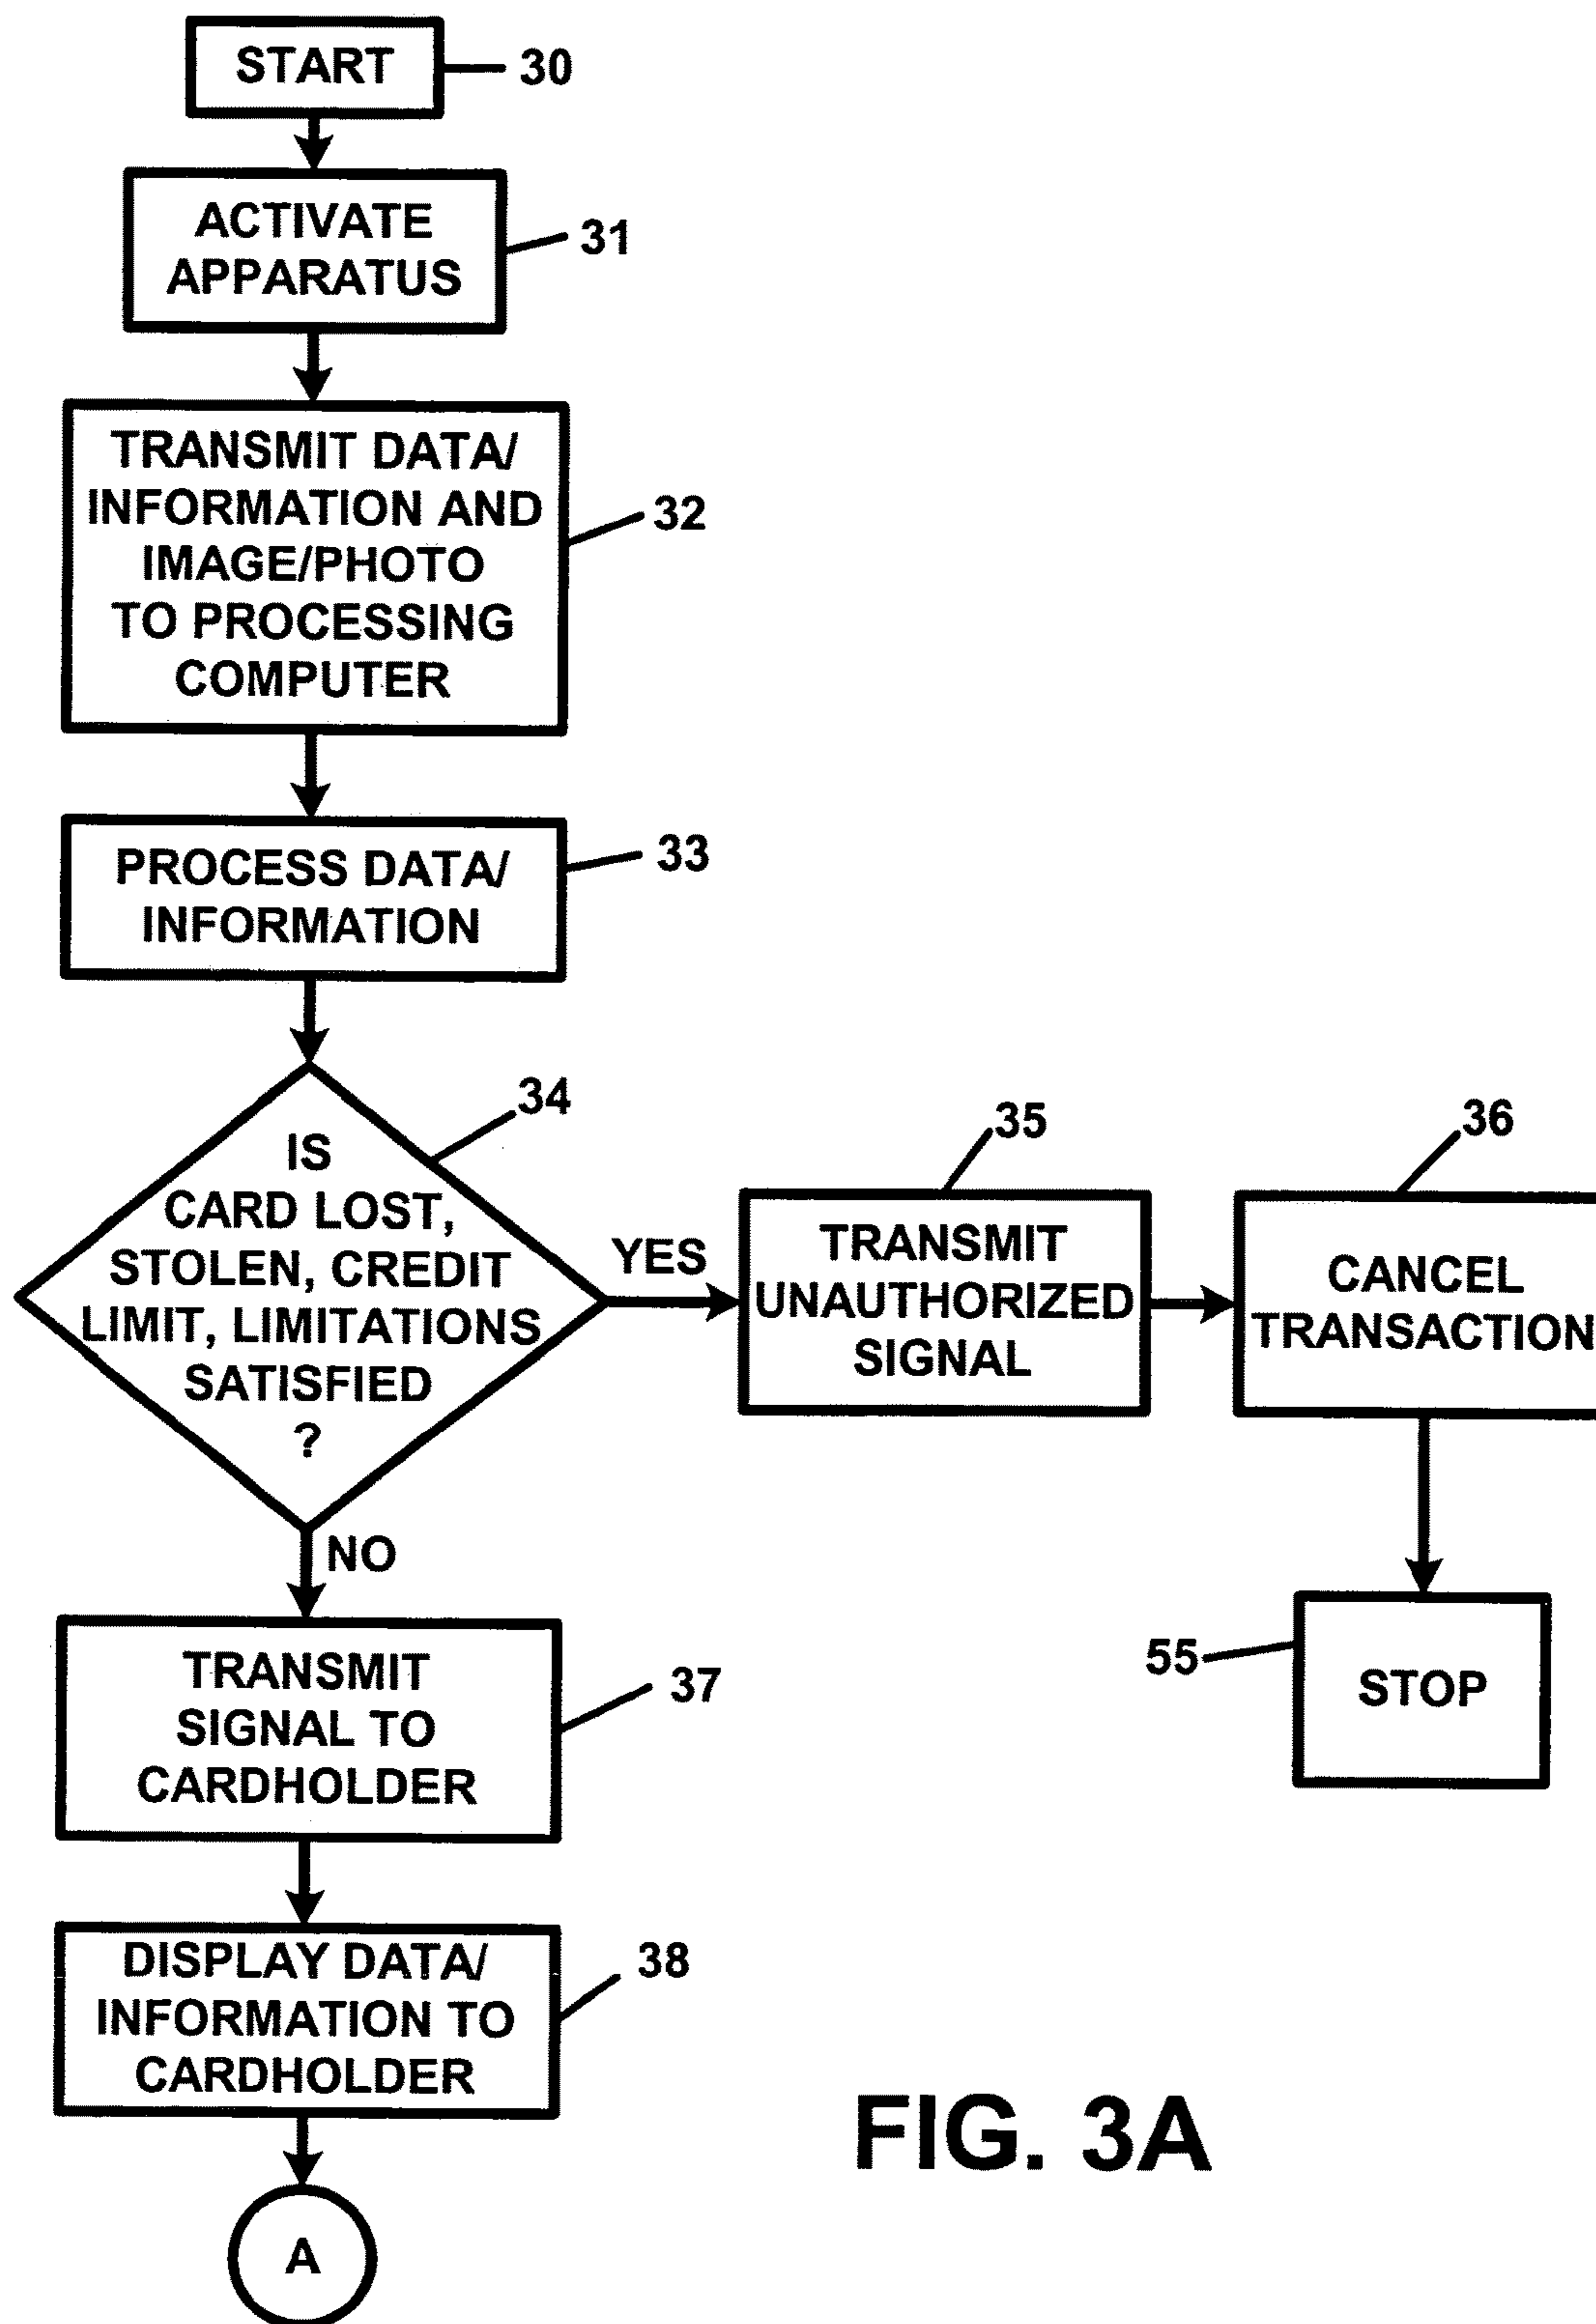 START
30
ACTIVATE
APPARATUS
31
TRANSMIT DATA/
INFORMATION AND
IMAGE/PHOTO
TO PROCESSING
COMPUTER
32
PROCESS DATA/
INFORMATION
33
IS
CARD LOST,
STOLEN, CREDIT
LIMIT, LIMITATIONS
SATISFIED
?
34
YES
TRANSMIT
UNAUTHORIZED
SIGNAL
35
CANCEL
TRANSACTION
36
STOP
55
NO
TRANSMIT
SIGNAL TO
CARDHOLDER
37
DISPLAY DATA/
INFORMATION TO
CARDHOLDER
38
A
FIG. 3A